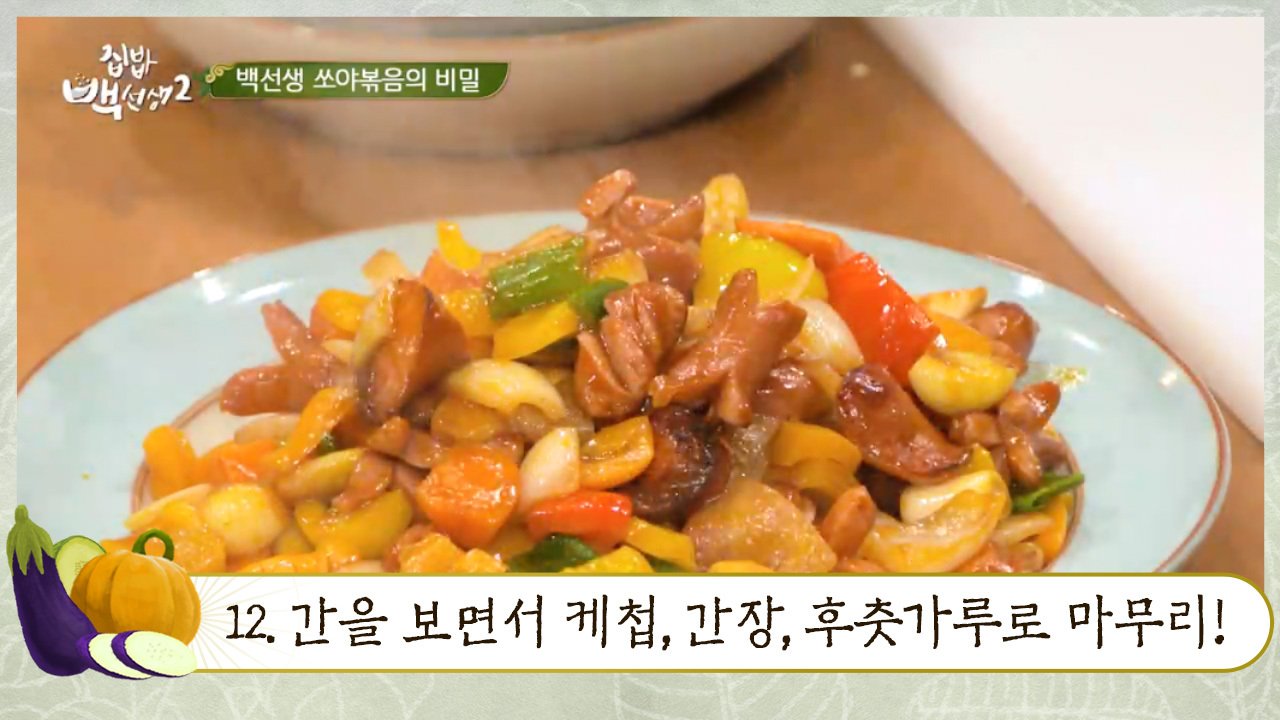 집밥
백선생2
백선생 쏘야볶음의 비밀
12. 간을 보면서 케첩, 간장, 후춧가루로 마무리!